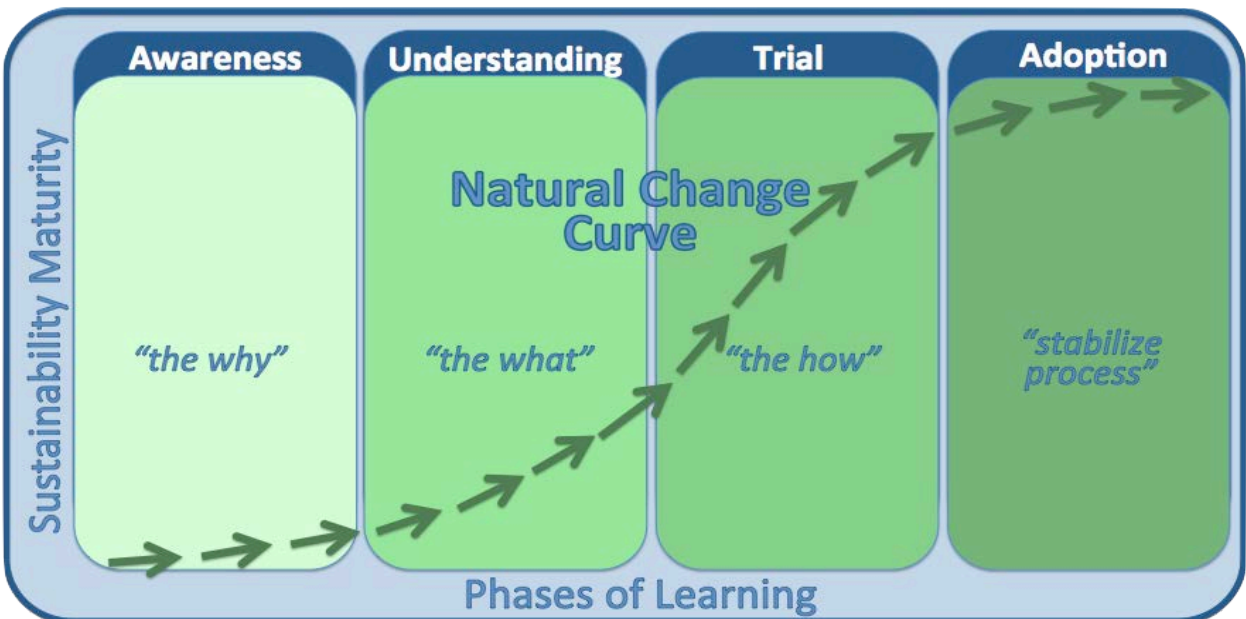 Awareness
Understanding
Trial
Adoption
Sustainability Maturity
Natural Change
Curve
“the why”
“the what”
“the how”
“stabilize
process”
Phases of Learning